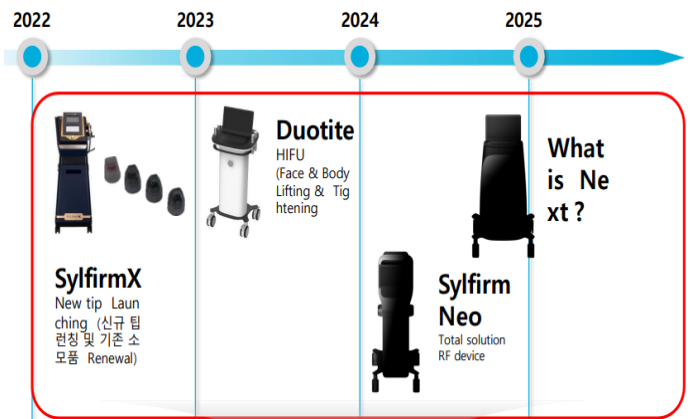 2022
2023
2024
2025
SylfirmX
New tip Laun
ching (신규 팁
런칭 및 기존 소
모품 Renewal)
Duotite
HIFU
(Face & Body
Lifting & Tig
htening
Sylfirm
Neo
Total solution
RF device
What
is Ne
xt ?